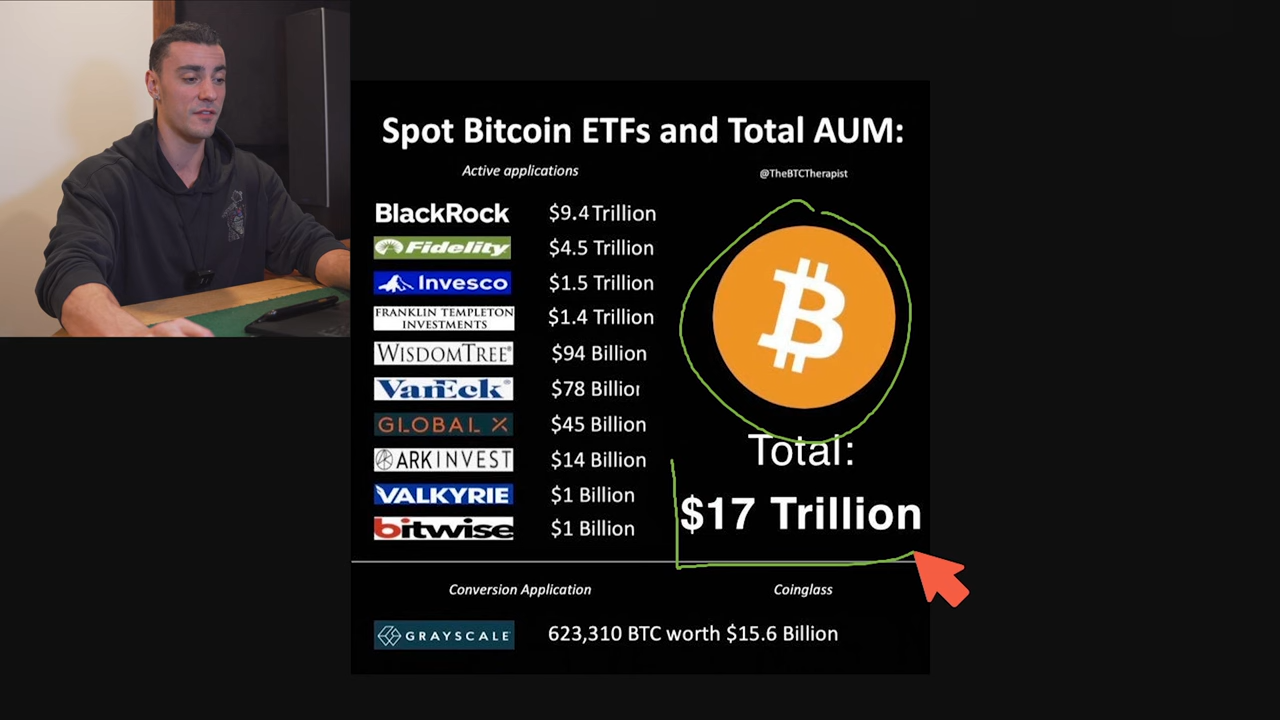 Spot Bitcoin ETFs and Total AUM:
Active applications
@TheBTCTherapist
BlackRock $9.4 Trillion
Fidelity $4.5 Trillion
Invesco $1.5 Trillion
FRANKLIN TEMPLETON
INVESTMENTS $1.4 Trillion
WISDOMTREE® $94 Billion
VanEck® $78 Billion
GLOBAL X $45 Billion
ARKINVEST $14 Billion
VALKYRIE $1 Billion
bitwise $1 Billion
Total:
$17 Trillion
Conversion Application
Coinglass
GRAYSCALE 623,310 BTC worth $15.6 Billion